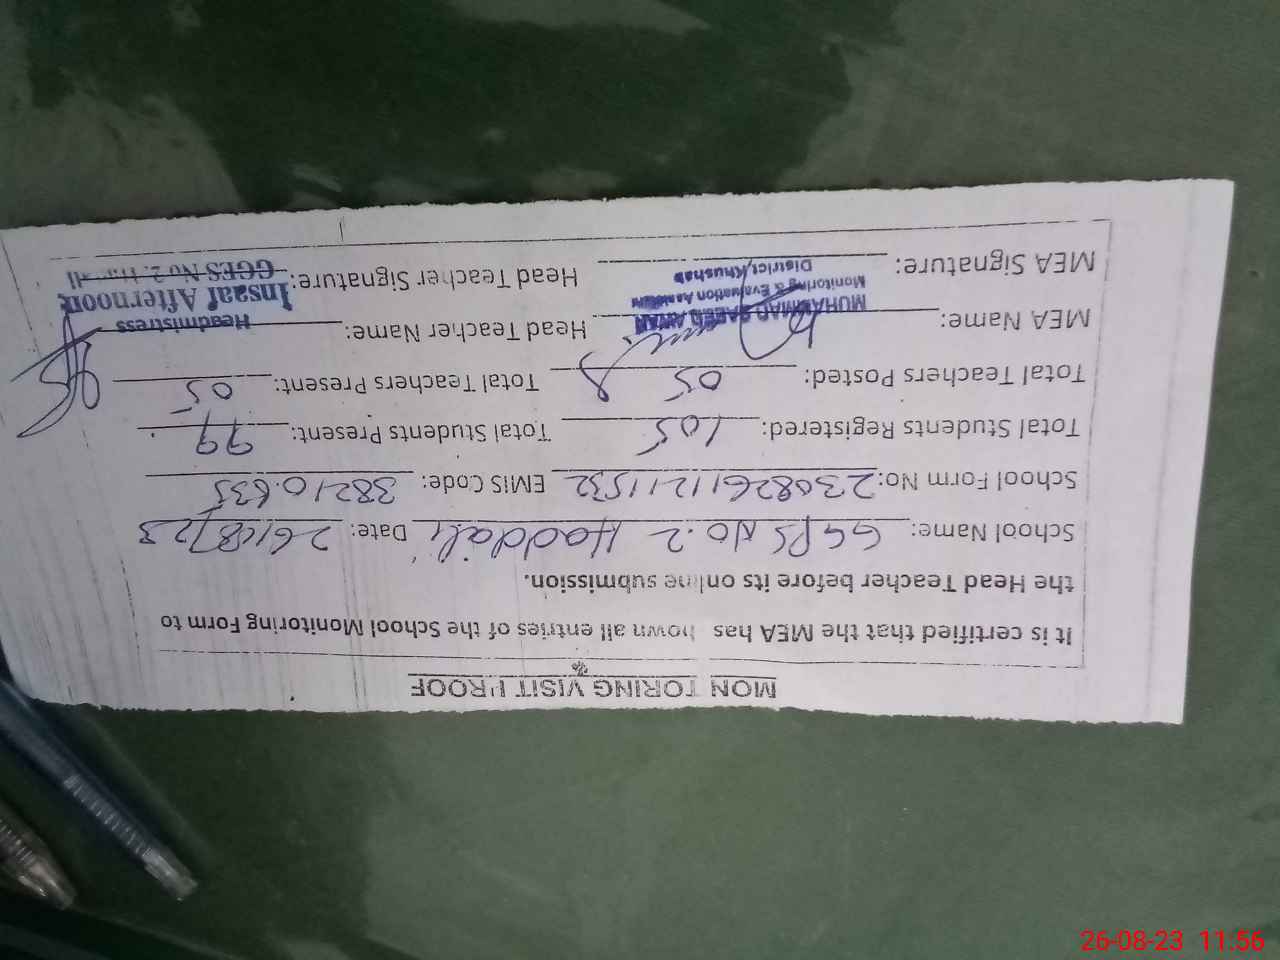 MONITORING VISIT PROOF
It is certified that the MEA has shown all entries of the School Monitoring Form to
the Head Teacher before its online submission.
School Name: GGPS No.2 Haddali Date: 26/08/23
School Form No: 230826112111532 EMIS Code: 38210635
Total Students Registered: 105 Total Students Present: 99
Total Teachers Posted: 05 Total Teachers Present: 05
MEA Name: MUHAMMAD SAEED AWAN Head Teacher Name: Headmistress
Monitoring & Evaluation Assistant Insaaf Afternoon
MEA Signature: District, Khushab Head Teacher Signature: GGES No 2.
26-08-23 11:56